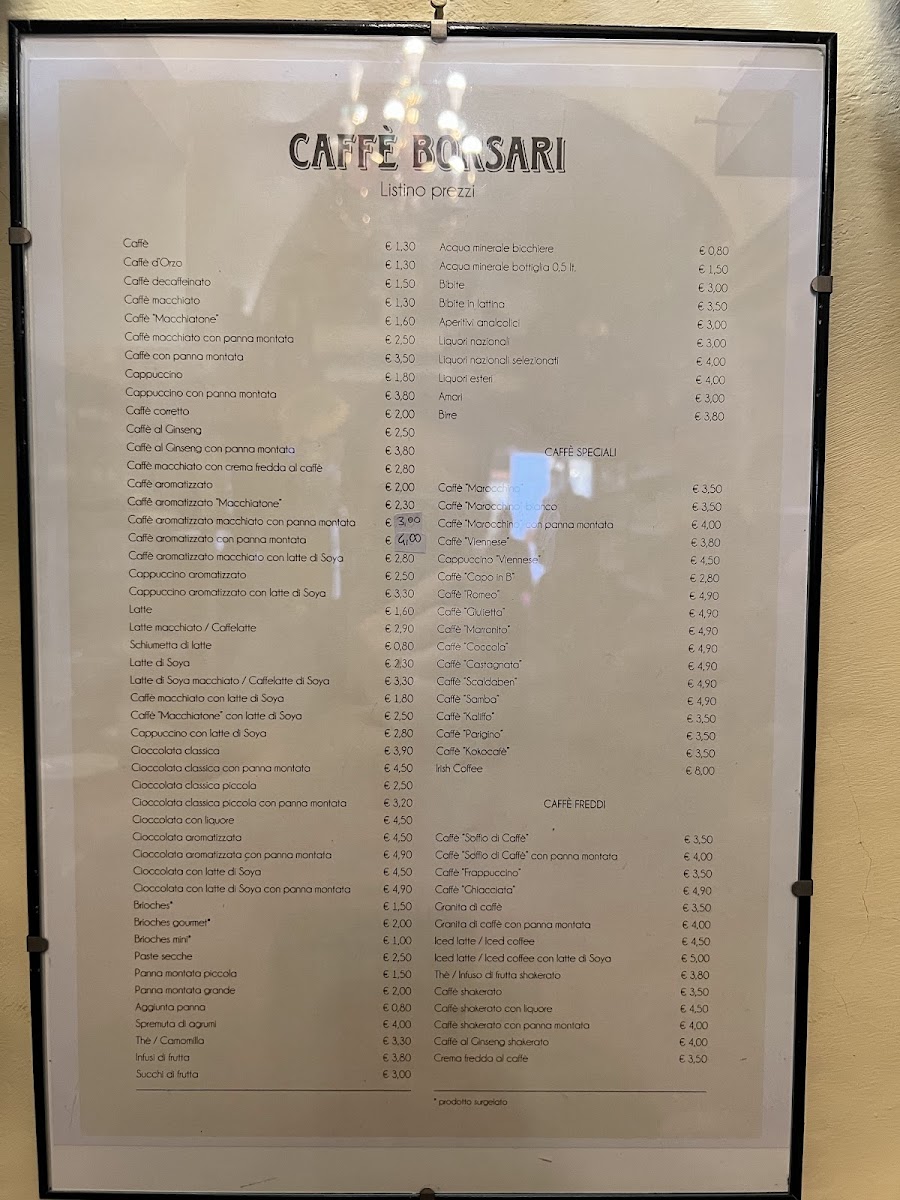 CAFFÈ BORSARI
Listino prezzi
Caffè € 1,30
Caffè d'Orzo € 1,30
Caffè decaffeinato € 1,50
Caffè macchiato € 1,30
Caffè "Macchiatone" € 1,60
Caffè macchiato con panna montata € 2,50
Caffè con panna montata € 3,50
Cappuccino € 1,80
Cappuccino con panna montata € 3,80
Caffè corretto € 2,00
Caffè al Ginseng € 2,50
Caffè al Ginseng con panna montata € 3,80
Caffè macchiato con crema fredda al caffè € 2,80
Caffè aromatizzato € 2,00
Caffè aromatizzato "Macchiatone" € 2,30
Caffè aromatizzato macchiato con panna montata € 3,00
Caffè aromatizzato con panna montata € 4,00
Caffè aromatizzato macchiato con latte di Soya € 2,80
Cappuccino aromatizzato € 2,50
Cappuccino aromatizzato con latte di Soya € 3,30
Latte € 1,60
Latte macchiato / Caffelatte € 2,90
Schiumetta di latte € 0,80
Latte di Soya € 2,30
Latte di Soya macchiato / Caffelatte di Soya € 3,30
Caffè macchiato con latte di Soya € 1,80
Caffè "Macchiatone" con latte di Soya € 2,50
Cappuccino con latte di Soya € 2,80
Cioccolata classica € 3,90
Cioccolata classica con panna montata € 4,50
Cioccolata classica piccola € 2,50
Cioccolata classica piccola con panna montata € 3,20
Cioccolata con liquore € 4,50
Cioccolata aromatizzata € 4,50
Cioccolata aromatizzata con panna montata € 4,90
Cioccolata con latte di Soya € 4,50
Cioccolata con latte di Soya con panna montata € 4,90
Brioches* € 1,50
Brioches gourmet* € 2,00
Brioches mini* € 1,00
Paste secche € 2,50
Panna montata piccola € 1,50
Panna montata grande € 2,00
Aggiunta panna € 0,80
Spremuta di agrumi € 4,00
Thè / Camomilla € 3,30
Infusi di frutta € 3,80
Succhi di frutta € 3,00
Acqua minerale bicchiere € 0,80
Acqua minerale bottiglia 0,5 lt. € 1,50
Bibite € 3,00
Bibite in lattina € 3,50
Aperitivi analcolici € 3,00
Liquori nazionali € 3,00
Liquori nazionali selezionati € 4,00
Liquori esteri € 4,00
Amari € 3,00
Birre € 3,80
CAFFÈ SPECIALI
Caffè "Marocchino" € 3,50
Caffè "Marocchino" bianco € 3,50
Caffè "Marocchino" con panna montata € 4,00
Caffè "Viennese" € 3,80
Cappuccino "Viennese" € 4,50
Caffè "Capo in B" € 2,80
Caffè "Romeo" € 4,90
Caffè "Giulietta" € 4,90
Caffè "Marronito" € 4,90
Caffè "Coccola" € 4,90
Caffè "Castagnata" € 4,90
Caffè "Scaldaben" € 4,90
Caffè "Samba" € 4,90
Caffè "Kaliffo" € 3,50
Caffè "Parigino" € 3,50
Caffè "Kokocafè" € 3,50
Irish Coffee € 8,00
CAFFÈ FREDDI
Caffè "Soffio di Caffè" € 3,50
Caffè "Soffio di Caffè" con panna montata € 4,00
Caffè "Frappuccino" € 3,50
Caffè "Ghiacciata" € 4,90
Granita di caffè € 3,50
Granita di caffè con panna montata € 4,00
Iced latte / Iced coffee € 4,50
Iced latte / Iced coffee con latte di Soya € 5,00
Thè / Infuso di frutta shakerato € 3,80
Caffè shakerato € 3,50
Caffè shakerato con liquore € 4,50
Caffè shakerato con panna montata € 4,00
Caffè al Ginseng shakerato € 4,00
Crema fredda al caffè € 3,50
* prodotto surgelato